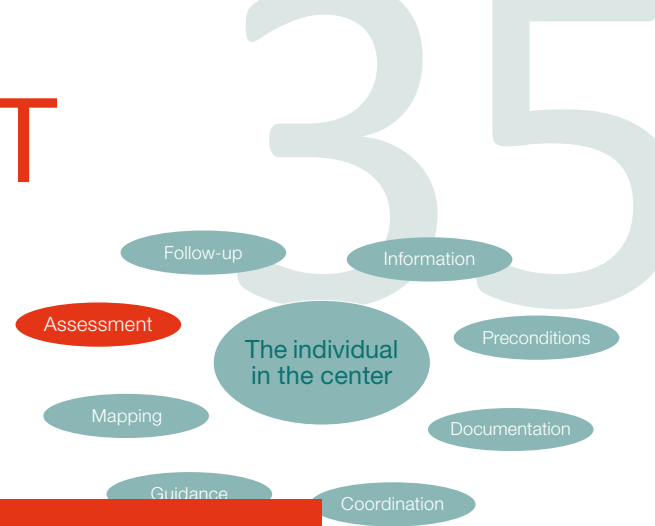 35
T
Follow-up
Information
Assessment
Preconditions
The individual
in the center
Mapping
Documentation
Guidance
Coordination